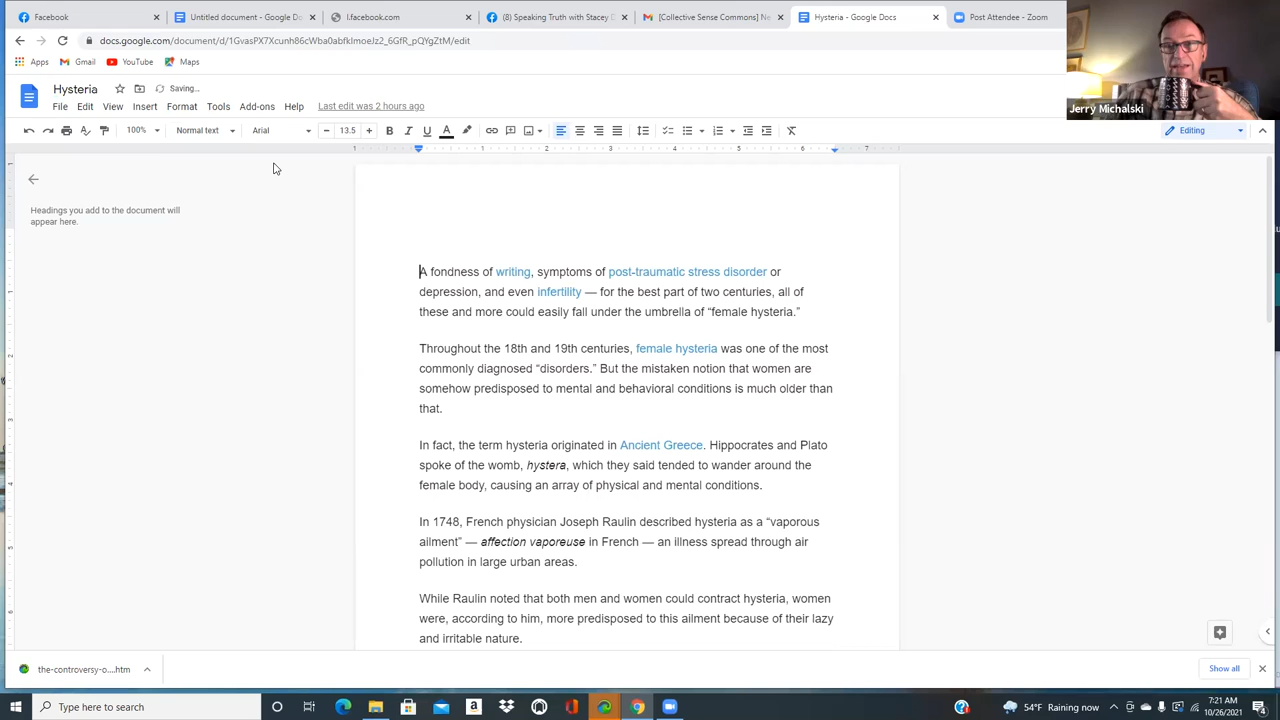 Facebook
Untitled document - Google Do
l.facebook.com
(8) Speaking Truth with Stacey D
[Collective Sense Commons] Ne
Hysteria - Google Docs
Post Attendee - Zoom
docs.google.com/document/d/1GvasPX7Xcunh86cWba0abfklmoeJz2_6GfR_pQYgZtM/edit
Apps
Gmail
YouTube
Maps
Jerry Michalski
Hysteria
Saving...
File Edit View Insert Format Tools Add-ons Help Last edit was 2 hours ago
100% Normal text Arial 13.5 Editing
1 1 2 3 4 5 6 7
Headings you add to the document will
appear here.
A fondness of writing, symptoms of post-traumatic stress disorder or
depression, and even infertility — for the best part of two centuries, all of
these and more could easily fall under the umbrella of “female hysteria.”
Throughout the 18th and 19th centuries, female hysteria was one of the most
commonly diagnosed “disorders.” But the mistaken notion that women are
somehow predisposed to mental and behavioral conditions is much older than
that.
In fact, the term hysteria originated in Ancient Greece. Hippocrates and Plato
spoke of the womb, hystera, which they said tended to wander around the
female body, causing an array of physical and mental conditions.
In 1748, French physician Joseph Raulin described hysteria as a “vaporous
ailment” — affection vaporeuse in French — an illness spread through air
pollution in large urban areas.
While Raulin noted that both men and women could contract hysteria, women
were, according to him, more predisposed to this ailment because of their lazy
and irritable nature.
the-controversy-o....htm
Show all
Type here to search
54°F Raining now
7:21 AM
10/26/2021